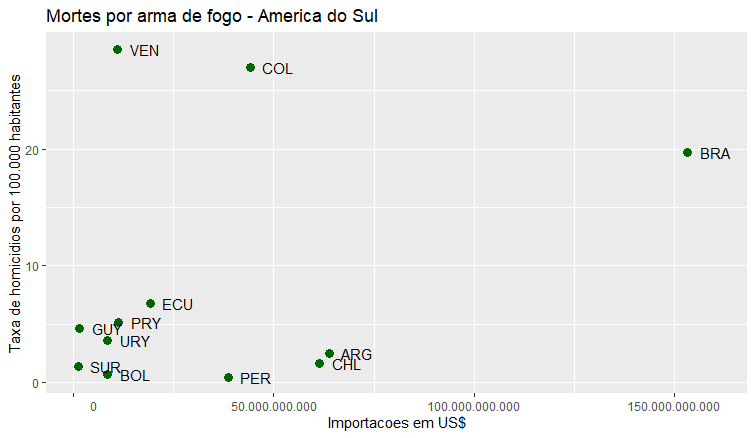 Mortes por arma de fogo - America do Sul
Taxa de homicidios por 100.000 habitantes
20
10
0
VEN
COL
BRA
ECU
PRY
GUY
URY
ARG
CHL
SUR
BOL
PER
0 50.000.000.000 100.000.000.000 150.000.000.000
Importacoes em US$